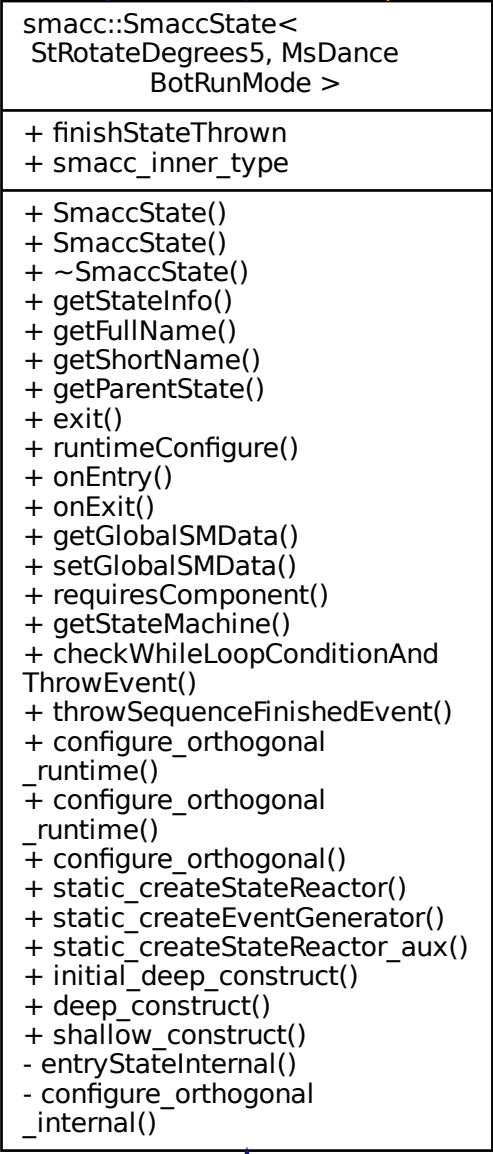 smacc::SmaccState<
StRotateDegrees5, MsDance
BotRunMode >
+ finishStateThrown
+ smacc_inner_type
+ SmaccState()
+ SmaccState()
+ ~SmaccState()
+ getStateInfo()
+ getFullName()
+ getShortName()
+ getParentState()
+ exit()
+ runtimeConfigure()
+ onEntry()
+ onExit()
+ getGlobalSMData()
+ setGlobalSMData()
+ requiresComponent()
+ getStateMachine()
+ checkWhileLoopConditionAnd
ThrowEvent()
+ throwSequenceFinishedEvent()
+ configure_orthogonal
_runtime()
+ configure_orthogonal
_runtime()
+ configure_orthogonal()
+ static_createStateReactor()
+ static_createEventGenerator()
+ static_createStateReactor_aux()
+ initial_deep_construct()
+ deep_construct()
+ shallow_construct()
- entryStateInternal()
- configure_orthogonal
_internal()